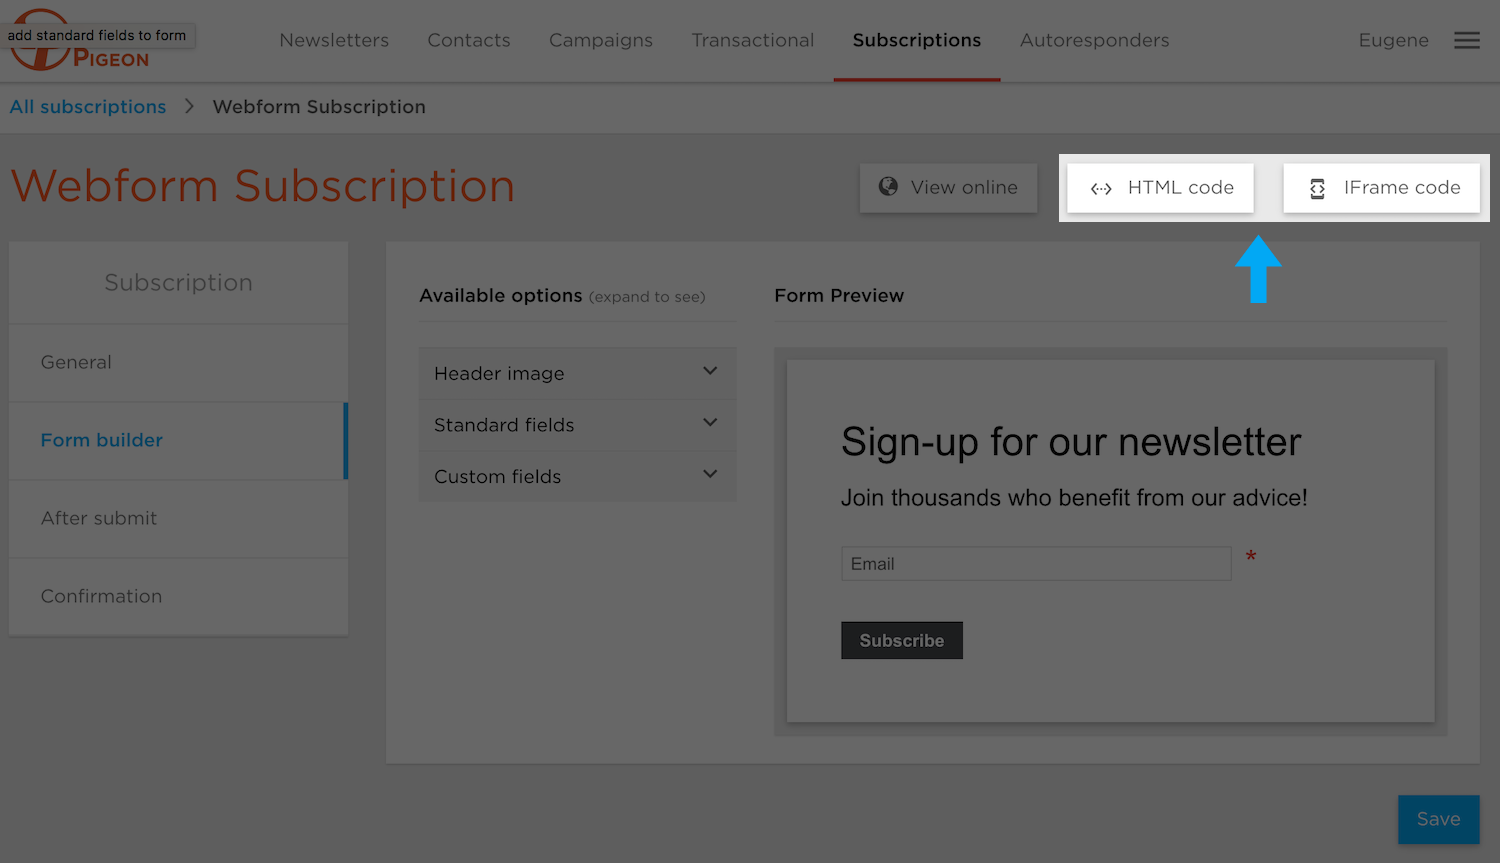 add standard fields to form
PIGEON
Newsletters Contacts Campaigns Transactional Subscriptions Autoresponders Eugene
All subscriptions > Webform Subscription
Webform Subscription
View online HTML code IFrame code
Subscription
General
Form builder
After submit
Confirmation
Available options (expand to see)
Header image
Standard fields
Custom fields
Form Preview
Sign-up for our newsletter
Join thousands who benefit from our advice!
Email *
Subscribe
Save